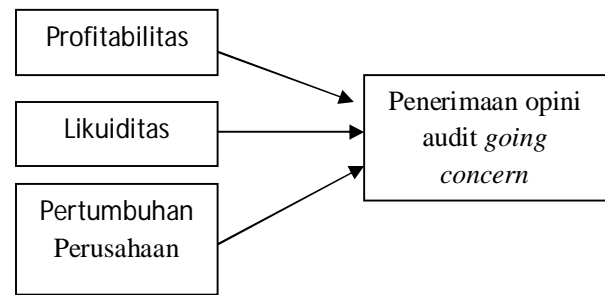 Profitabilitas
Likuiditas
Pertumbuhan
Perusahaan
Penerimaan opini
audit going
concern